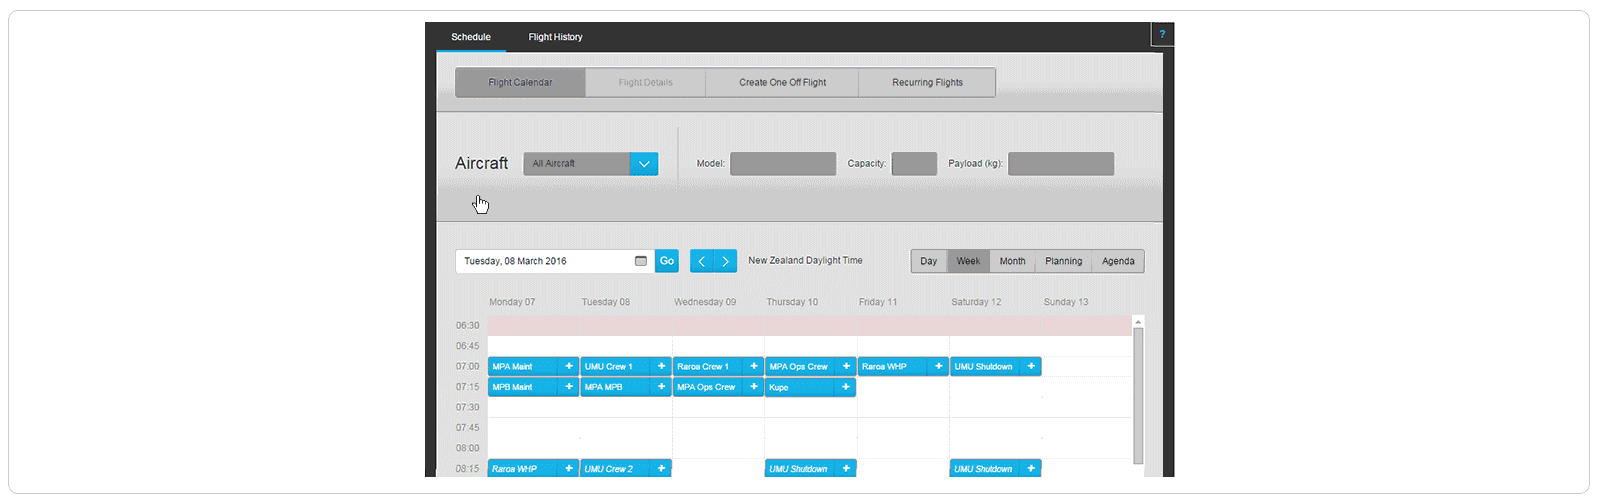 Schedule Flight History ?
Flight Calendar Flight Details Create One Off Flight Recurring Flights
Aircraft All Aircraft Model: Capacity: Payload (kg):
Tuesday, 08 March 2016 Go < > New Zealand Daylight Time Day Week Month Planning Agenda
Monday 07 Tuesday 08 Wednesday 09 Thursday 10 Friday 11 Saturday 12 Sunday 13
06:30
06:45
07:00 MPA Maint + UMU Crew 1 + Raroa Crew 1 + MPA Ops Crew + Raroa WHP + UMU Shutdown +
07:15 MPB Maint + MPA MPB + MPA Ops Crew + Kupe +
07:30
07:45
08:00
08:15 Raroa WHP + UMU Crew 2 + UMU Shutdown + UMU Shutdown +